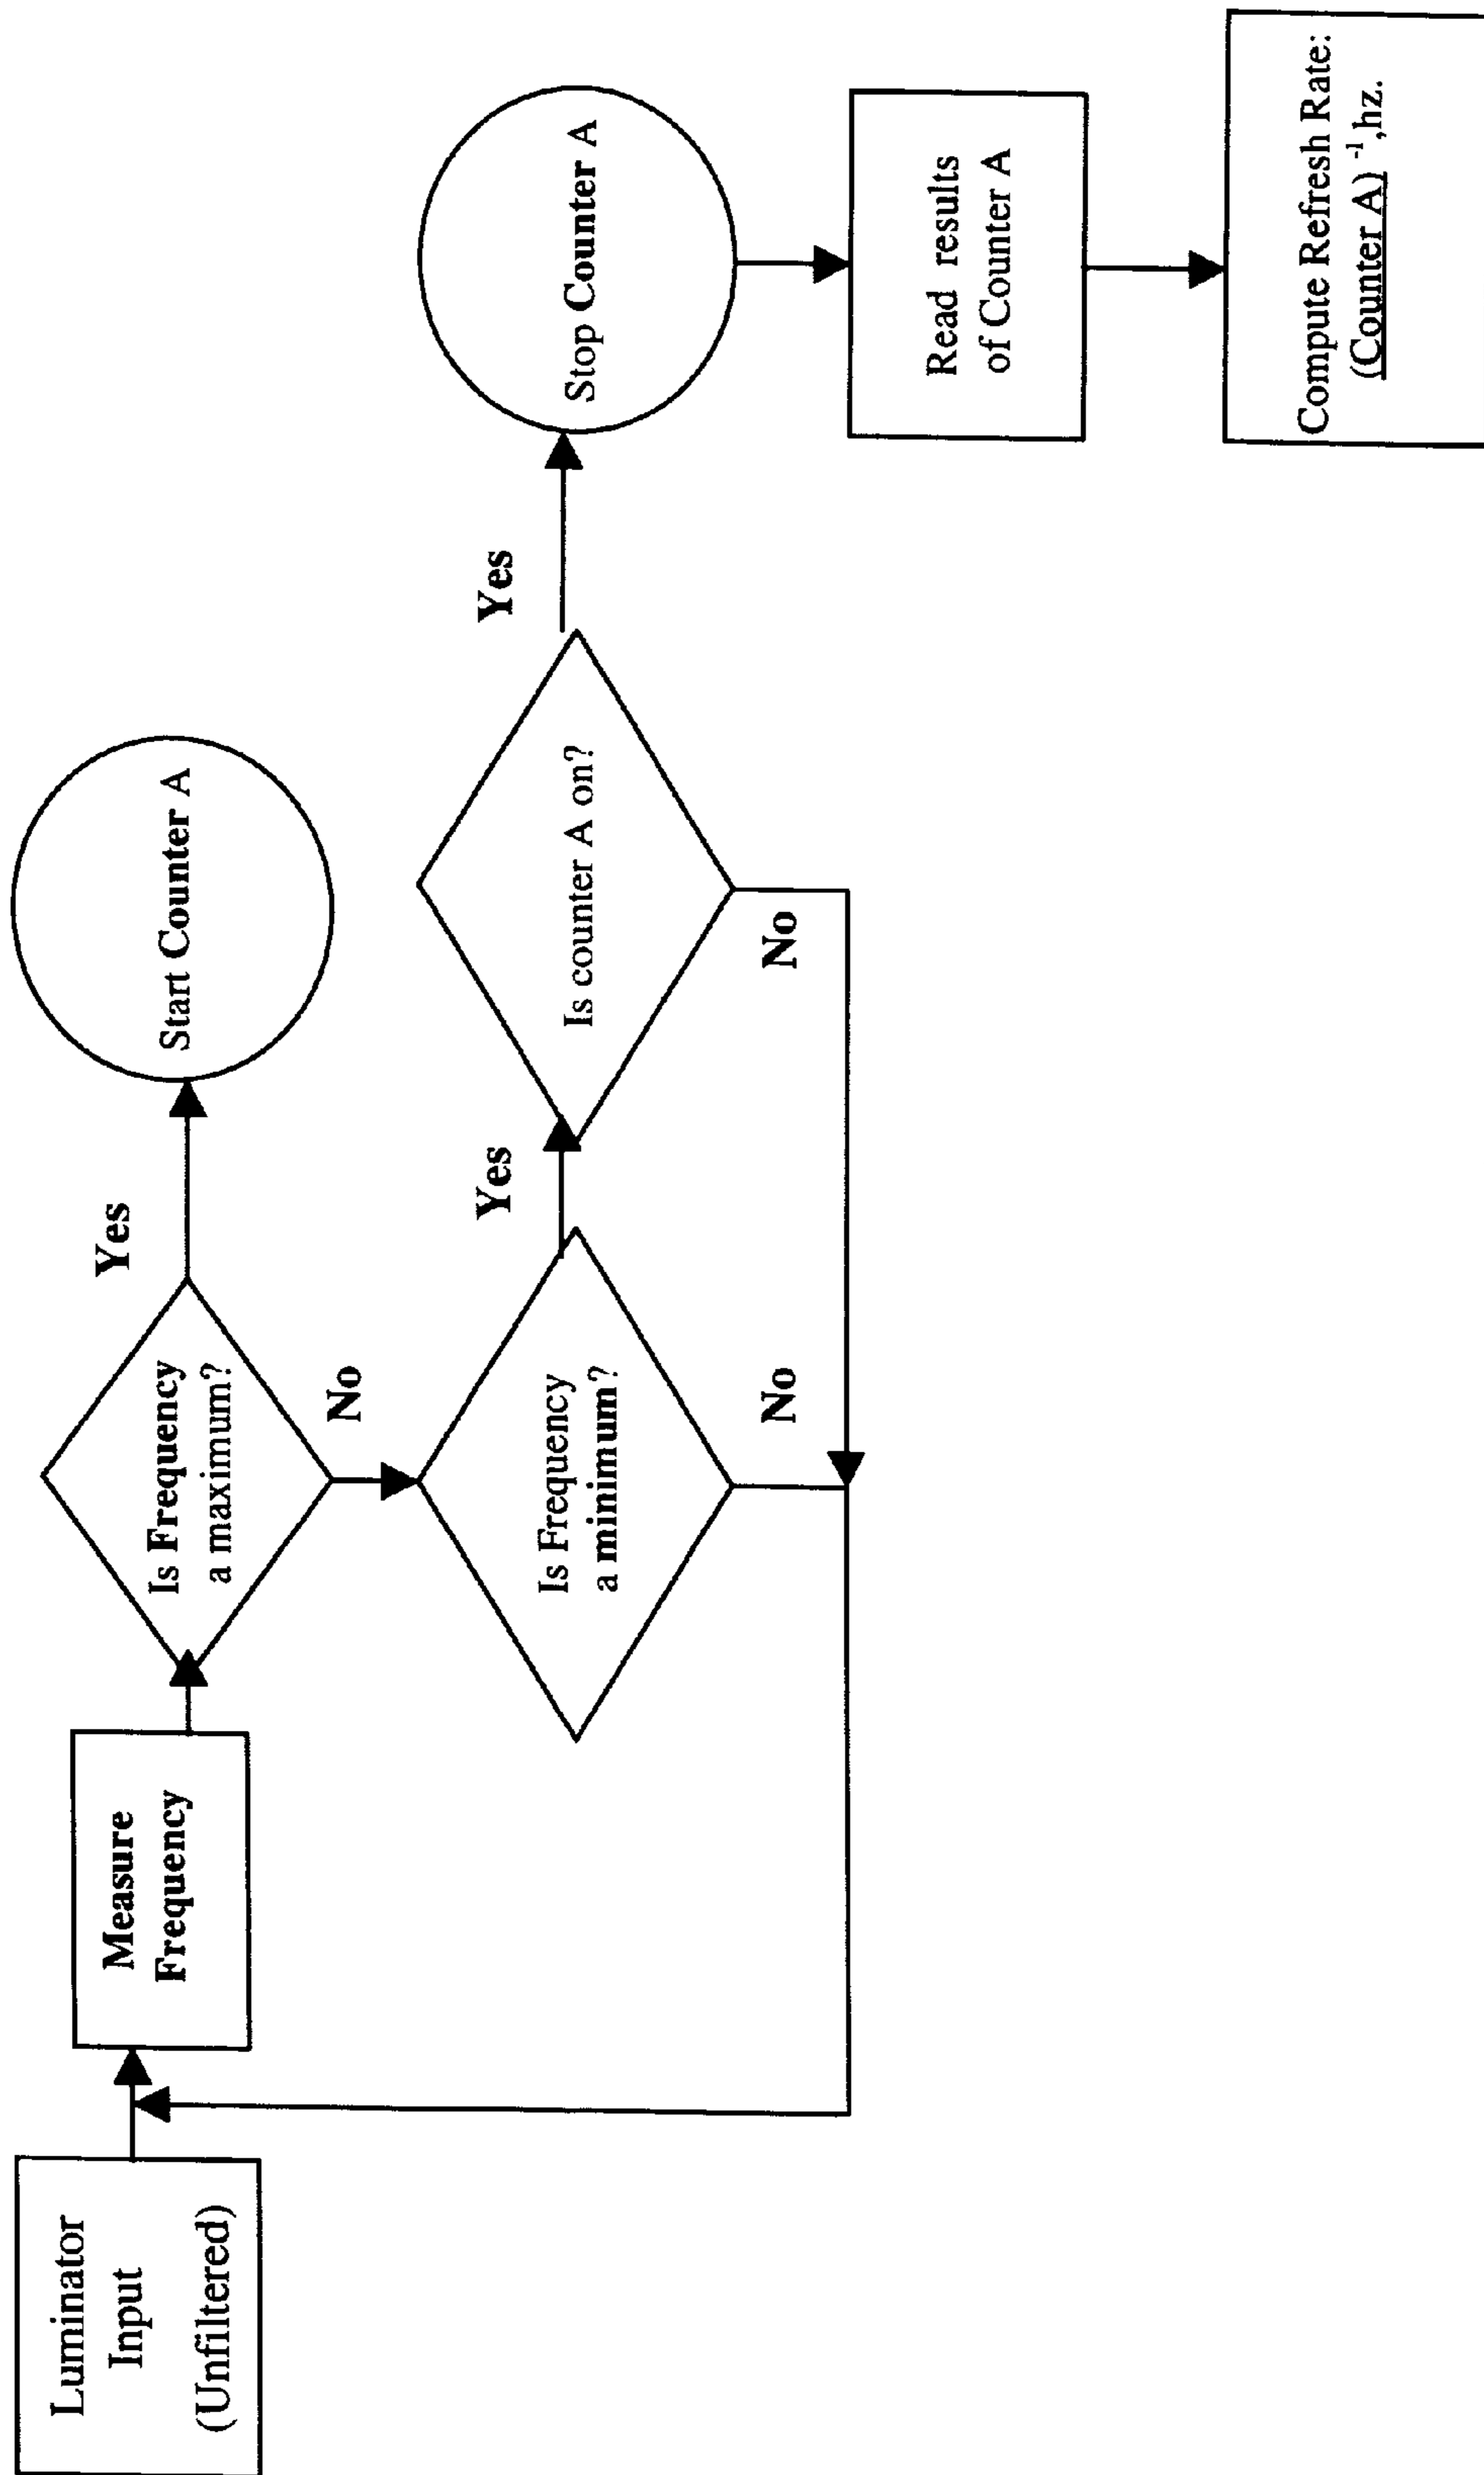 Luminator
Input
(Unfiltered)
Measure
Frequency
Is Frequency
a maximum?
Yes
Start Counter A
No
Is Frequency
a minimum?
Yes
No
Is counter A on?
Yes
No
Stop Counter A
Read results
of Counter A
Compute Refresh Rate:
(Counter A) ⁻¹,hz.